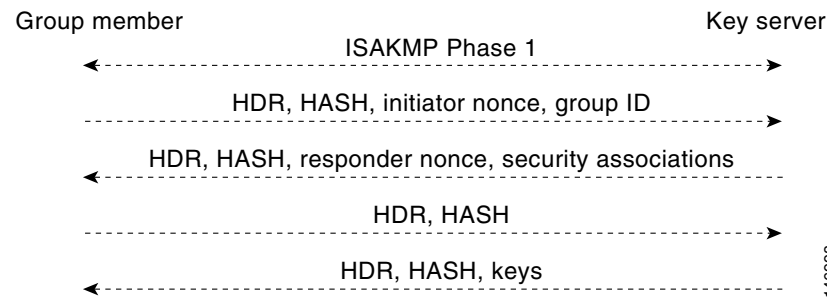 Group member
Key server
ISAKMP Phase 1
HDR, HASH, initiator nonce, group ID
HDR, HASH, responder nonce, security associations
HDR, HASH
HDR, HASH, keys